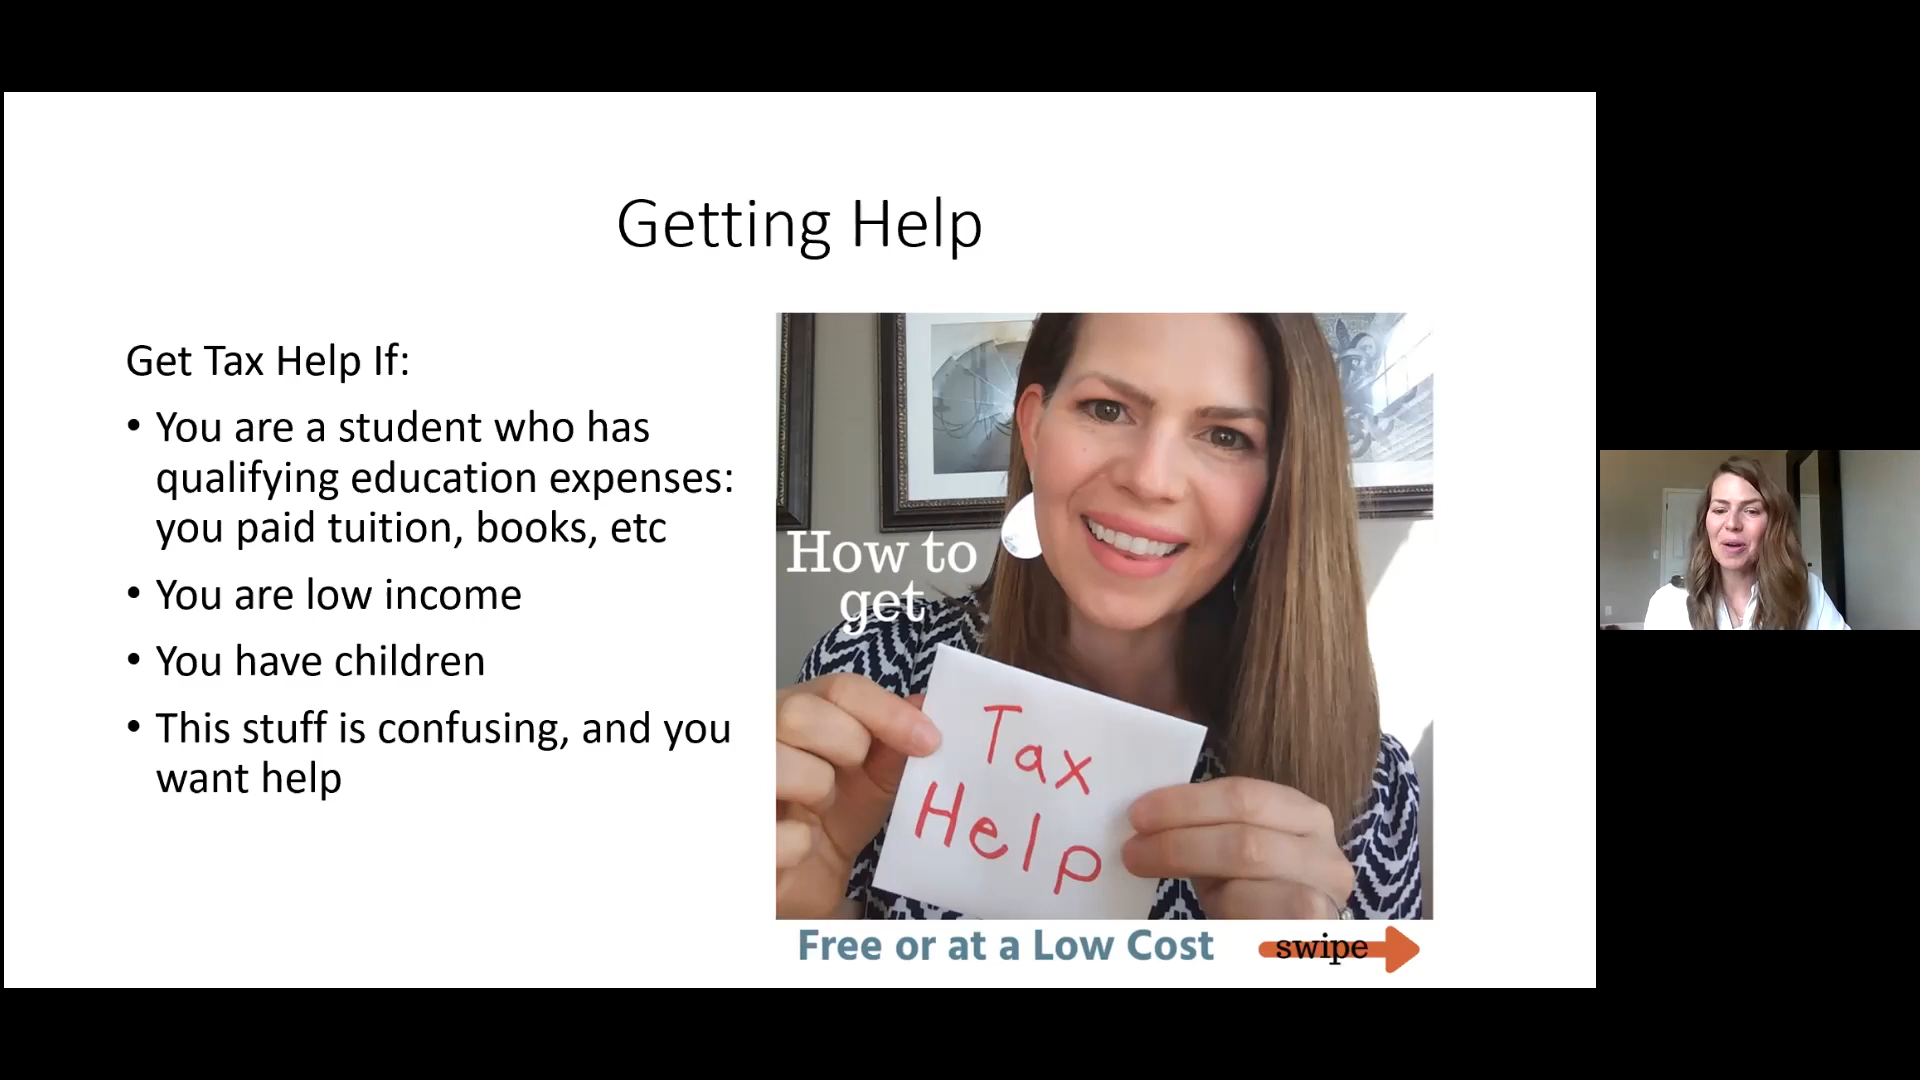 Getting Help
Get Tax Help If:
• You are a student who has
qualifying education expenses:
you paid tuition, books, etc
• You are low income
• You have children
• This stuff is confusing, and you
want help
How to
get
Tax
Help
Free or at a Low Cost
swipe